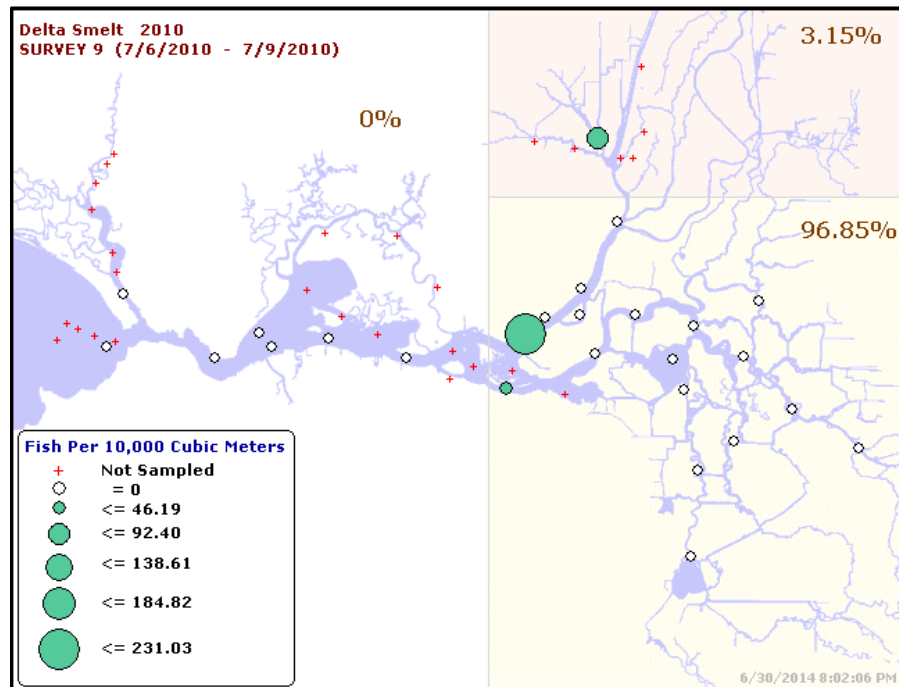 Delta Smelt 2010
SURVEY 9 (7/6/2010 - 7/9/2010)
3.15%
0%
96.85%
Fish Per 10,000 Cubic Meters
Not Sampled
= 0
<= 46.19
<= 92.40
<= 138.61
<= 184.82
<= 231.03
6/30/2014 8:02:06 PM